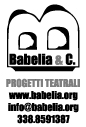 B
Babelia & C.
PROGETTI TEATRALI
www.babelia.org
info@babelia.org
338.8591387